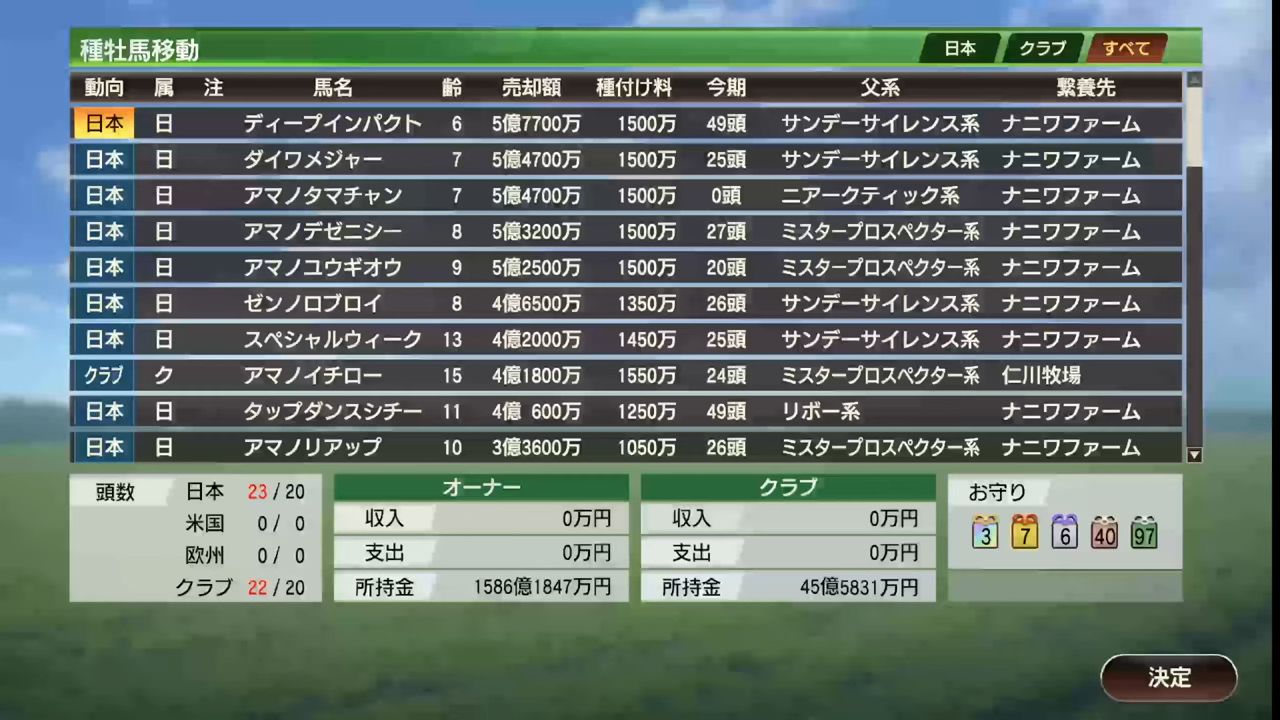 種牡馬移動 日本 クラブ すべて
動向 属 注 馬名 齢 売却額 種付け料 今期 父系 繋養先
日本 日 ディープインパクト 6 5億7700万 1500万 49頭 サンデーサイレンス系 ナニワファーム
日本 日 ダイワメジャー 7 5億4700万 1500万 25頭 サンデーサイレンス系 ナニワファーム
日本 日 アマノタマチャン 7 5億4700万 1500万 0頭 ニアークティック系 ナニワファーム
日本 日 アマノデゼニシー 8 5億3200万 1500万 27頭 ミスタープロスペクター系 ナニワファーム
日本 日 アマノユウギオウ 9 5億2500万 1500万 20頭 ミスタープロスペクター系 ナニワファーム
日本 日 ゼンノロブロイ 8 4億6500万 1350万 26頭 サンデーサイレンス系 ナニワファーム
日本 日 スペシャルウィーク 13 4億2000万 1450万 25頭 サンデーサイレンス系 ナニワファーム
クラブ ク アマノイチロー 15 4億1800万 1550万 24頭 ミスタープロスペクター系 仁川牧場
日本 日 タップダンスシチー 11 4億 600万 1250万 49頭 リボー系 ナニワファーム
日本 日 アマノリアップ 10 3億3600万 1050万 26頭 ミスタープロスペクター系 ナニワファーム
頭数 日本 23 / 20
米国 0 / 0
欧州 0 / 0
クラブ 22 / 20
オーナー
収入 0万円
支出 0万円
所持金 1586億1847万円
クラブ
収入 0万円
支出 0万円
所持金 45億5831万円
お守り
3 7 6 40 97
決定